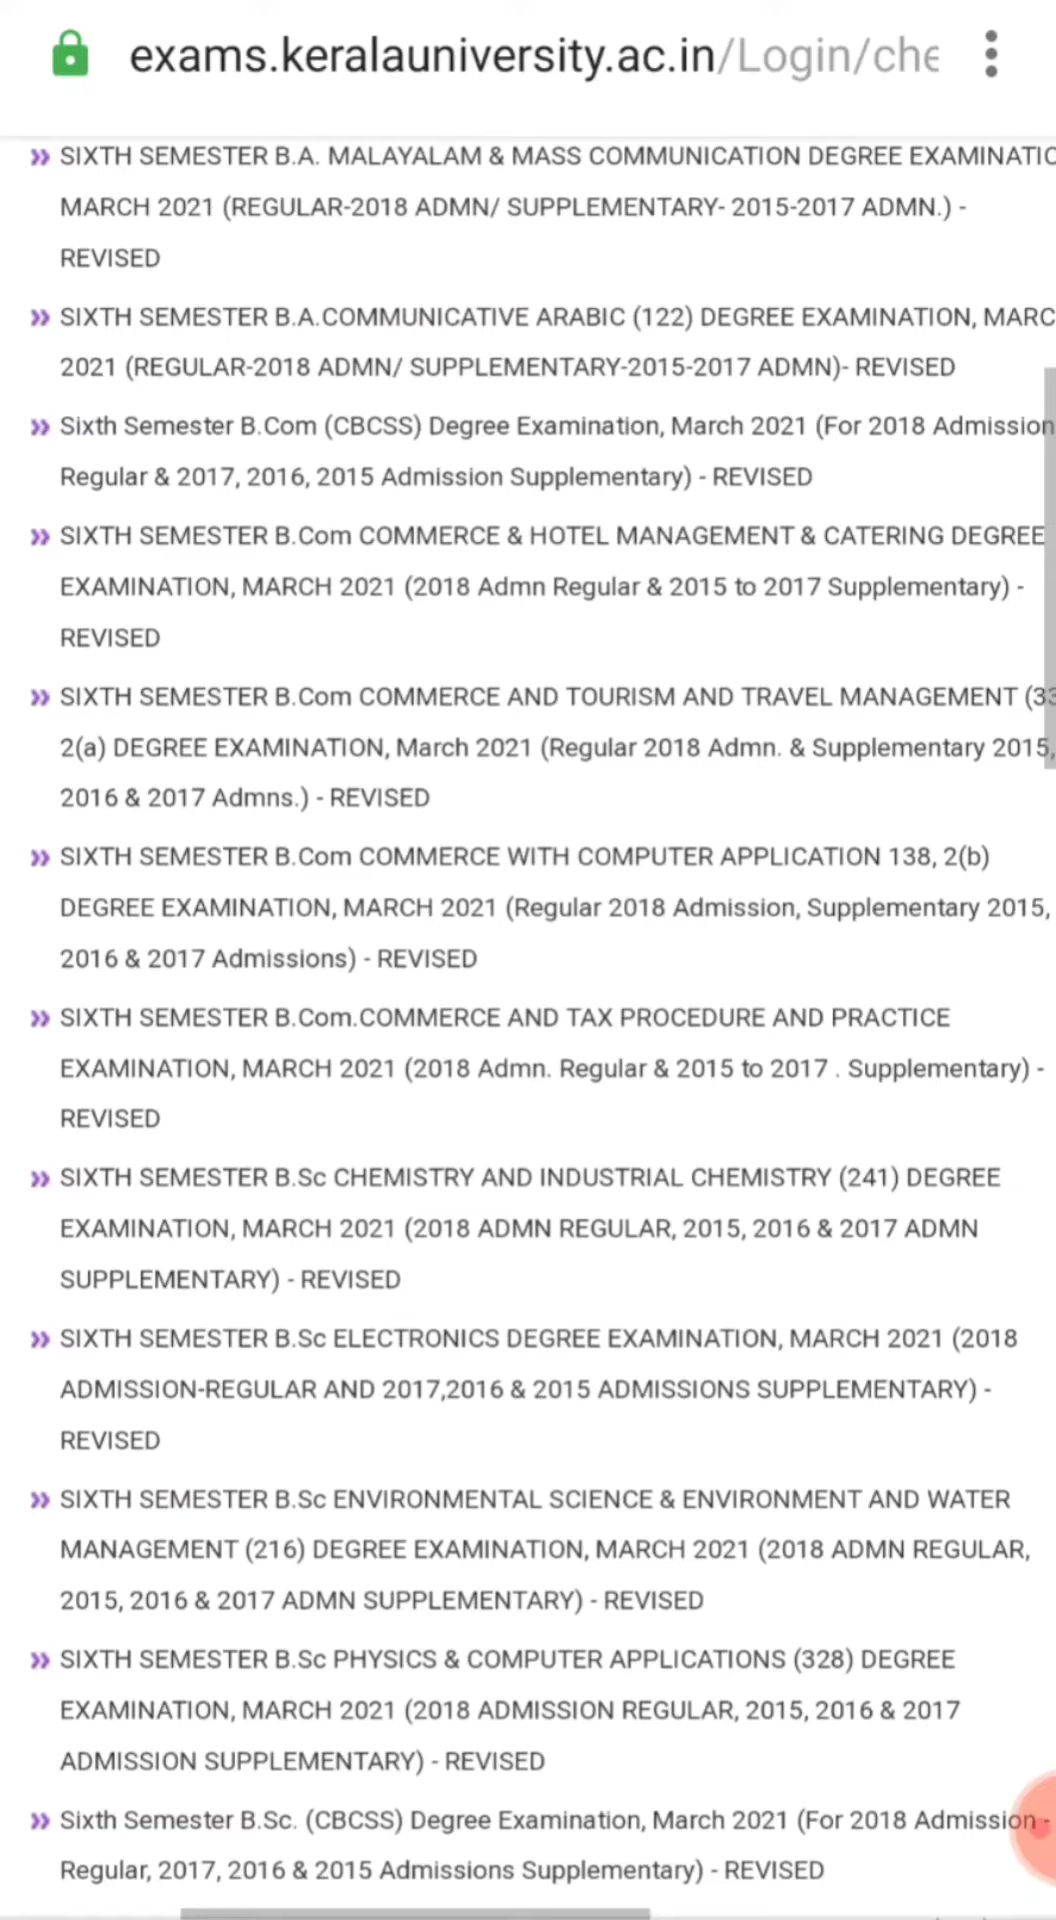 exams.keralauniversity.ac.in/Login/che
» SIXTH SEMESTER B.A. MALAYALAM & MASS COMMUNICATION DEGREE EXAMINATIO
MARCH 2021 (REGULAR-2018 ADMN/ SUPPLEMENTARY- 2015-2017 ADMN.) -
REVISED
» SIXTH SEMESTER B.A.COMMUNICATIVE ARABIC (122) DEGREE EXAMINATION, MARC
2021 (REGULAR-2018 ADMN/ SUPPLEMENTARY-2015-2017 ADMN)- REVISED
» Sixth Semester B.Com (CBCSS) Degree Examination, March 2021 (For 2018 Admission
Regular & 2017, 2016, 2015 Admission Supplementary) - REVISED
» SIXTH SEMESTER B.Com COMMERCE & HOTEL MANAGEMENT & CATERING DEGREE
EXAMINATION, MARCH 2021 (2018 Admn Regular & 2015 to 2017 Supplementary) -
REVISED
» SIXTH SEMESTER B.Com COMMERCE AND TOURISM AND TRAVEL MANAGEMENT (33
2(a) DEGREE EXAMINATION, March 2021 (Regular 2018 Admn. & Supplementary 2015,
2016 & 2017 Admns.) - REVISED
» SIXTH SEMESTER B.Com COMMERCE WITH COMPUTER APPLICATION 138, 2(b)
DEGREE EXAMINATION, MARCH 2021 (Regular 2018 Admission, Supplementary 2015,
2016 & 2017 Admissions) - REVISED
» SIXTH SEMESTER B.Com.COMMERCE AND TAX PROCEDURE AND PRACTICE
EXAMINATION, MARCH 2021 (2018 Admn. Regular & 2015 to 2017 . Supplementary) -
REVISED
» SIXTH SEMESTER B.Sc CHEMISTRY AND INDUSTRIAL CHEMISTRY (241) DEGREE
EXAMINATION, MARCH 2021 (2018 ADMN REGULAR, 2015, 2016 & 2017 ADMN
SUPPLEMENTARY) - REVISED
» SIXTH SEMESTER B.Sc ELECTRONICS DEGREE EXAMINATION, MARCH 2021 (2018
ADMISSION-REGULAR AND 2017,2016 & 2015 ADMISSIONS SUPPLEMENTARY) -
REVISED
» SIXTH SEMESTER B.Sc ENVIRONMENTAL SCIENCE & ENVIRONMENT AND WATER
MANAGEMENT (216) DEGREE EXAMINATION, MARCH 2021 (2018 ADMN REGULAR,
2015, 2016 & 2017 ADMN SUPPLEMENTARY) - REVISED
» SIXTH SEMESTER B.Sc PHYSICS & COMPUTER APPLICATIONS (328) DEGREE
EXAMINATION, MARCH 2021 (2018 ADMISSION REGULAR, 2015, 2016 & 2017
ADMISSION SUPPLEMENTARY) - REVISED
» Sixth Semester B.Sc. (CBCSS) Degree Examination, March 2021 (For 2018 Admission -
Regular, 2017, 2016 & 2015 Admissions Supplementary) - REVISED